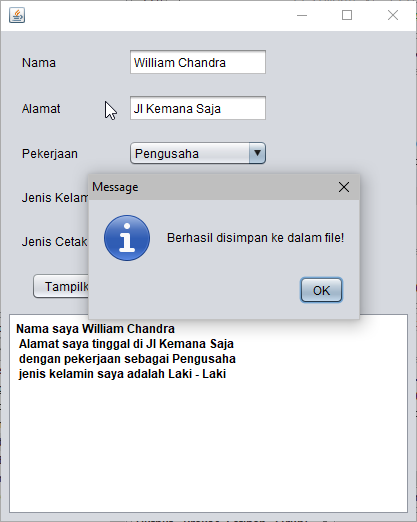 Nama
William Chandra
Alamat
Jl Kemana Saja
Pekerjaan
Pengusaha
Jenis Kelam
Jenis Cetak
Tampilk
Message
Berhasil disimpan ke dalam file!
OK
Nama saya William Chandra
Alamat saya tinggal di Jl Kemana Saja
dengan pekerjaan sebagai Pengusaha
jenis kelamin saya adalah Laki - Laki